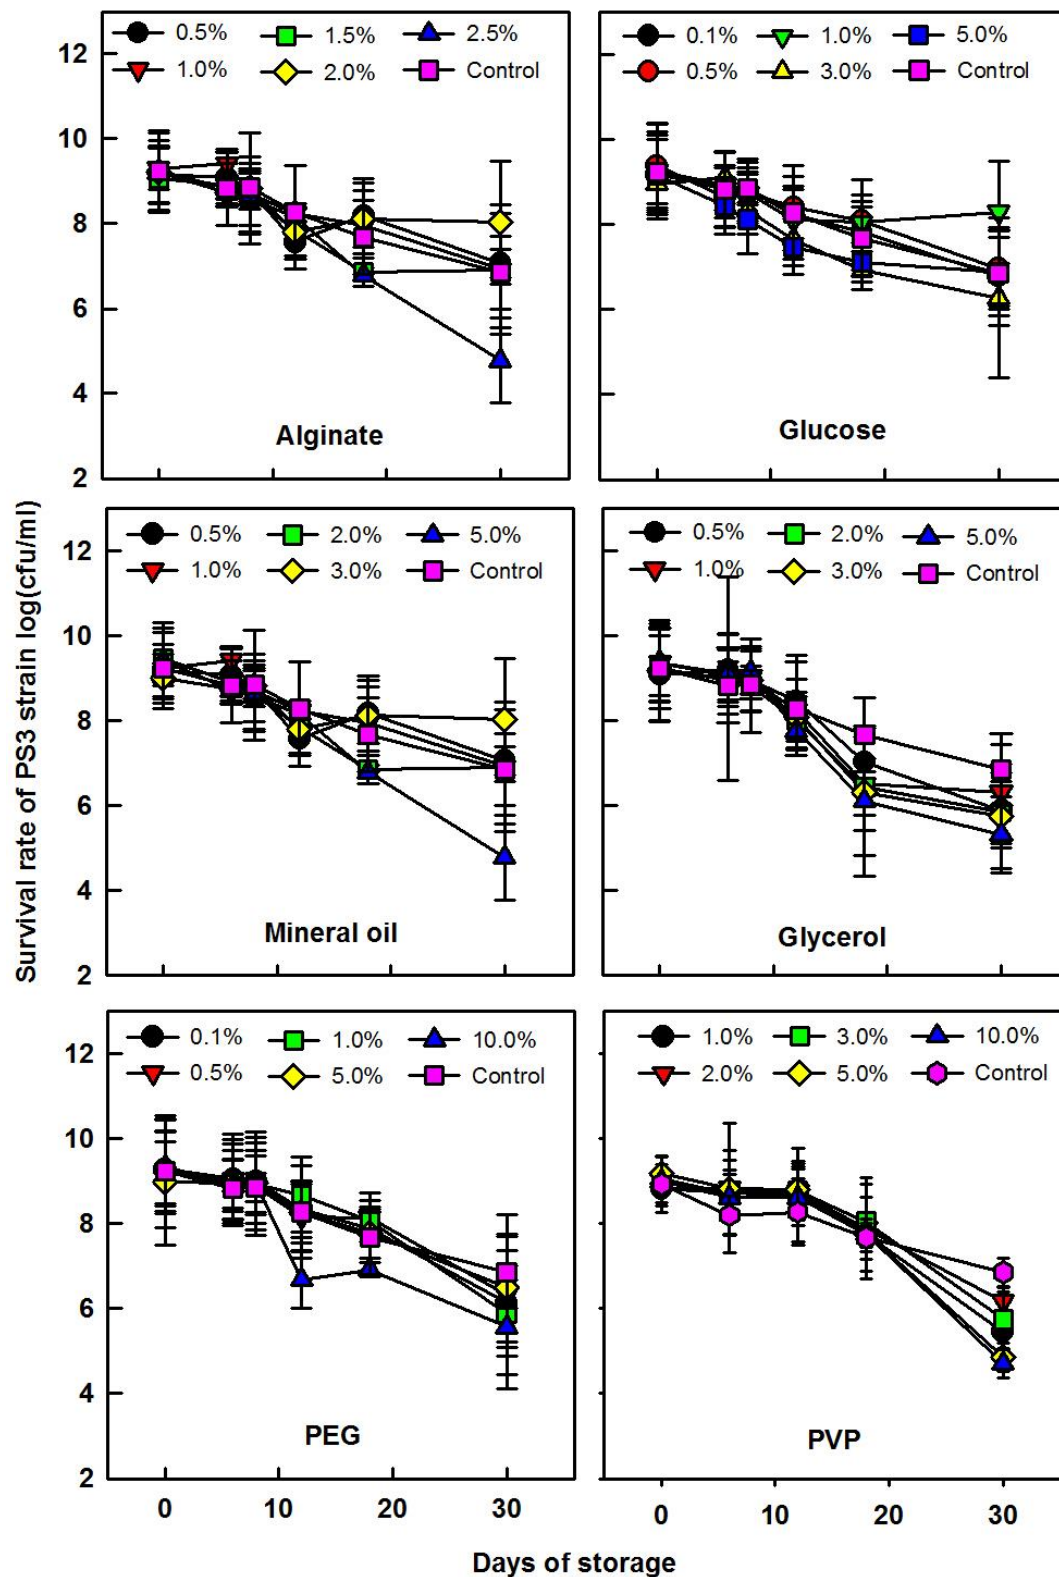 0.5% 1.5% 2.5%
1.0% 2.0% Control
0.1% 1.0% 5.0%
0.5% 3.0% Control
12
10
8
6
4
2
Alginate
Glucose
Survival rate of PS3 strain log(cfu/ml)
0.5% 2.0% 5.0%
1.0% 3.0% Control
0.5% 2.0% 5.0%
1.0% 3.0% Control
12
10
8
6
4
2
Mineral oil
Glycerol
0.1% 1.0% 10.0%
0.5% 5.0% Control
1.0% 3.0% 10.0%
2.0% 5.0% Control
12
10
8
6
4
2
PEG
PVP
0 10 20 30
0 10 20 30
Days of storage